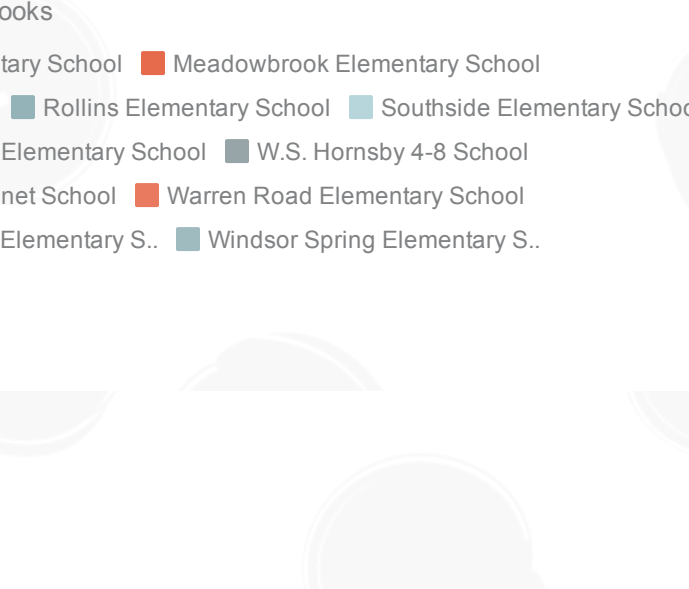 ooks
tary School Meadowbrook Elementary School
Rollins Elementary School Southside Elementary Schoo
Elementary School W.S. Hornsby 4-8 School
net School Warren Road Elementary School
Elementary S.. Windsor Spring Elementary S..